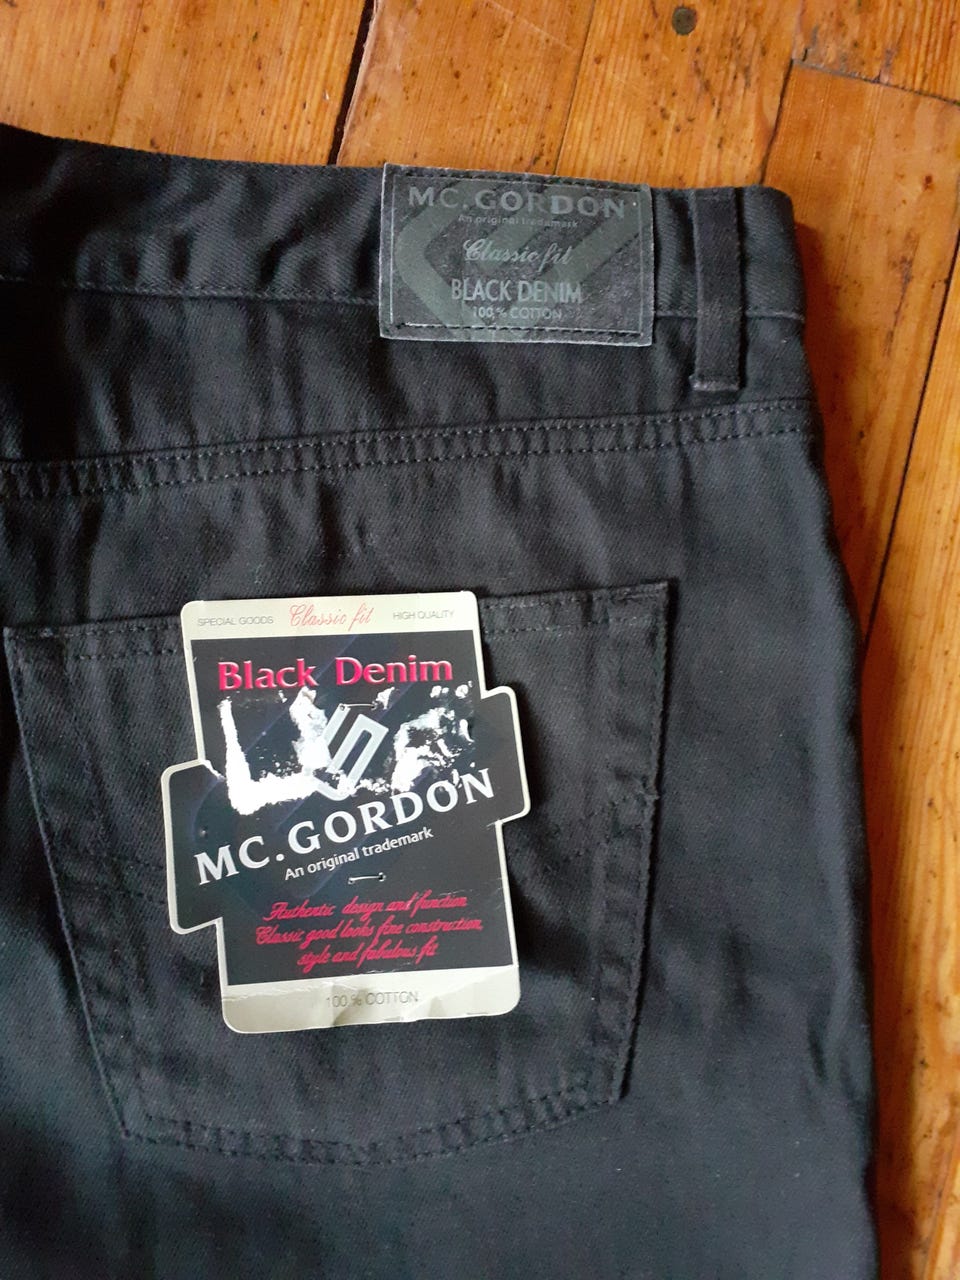 MC.GORDON
An original trademark
Classic fit
BLACK DENIM
100% COTTON
SPECIAL GOODS Classic fit HIGH QUALITY
Black Denim
MC.GORDON
An original trademark
Authentic design and function
Classic good looks fine construction,
style and fabulous fit
100% COTTON